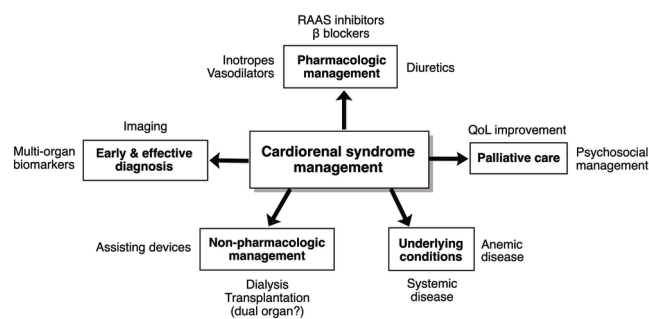 RAAS inhibitors
β blockers
Inotropes
Vasodilators
Pharmacologic
management
Diuretics
Imaging
Multi-organ
biomarkers
Early & effective
diagnosis
Cardiorenal syndrome
management
QoL improvement
Palliative care
Psychosocial
management
Assisting devices
Non-pharmacologic
management
Dialysis
Transplantation
(dual organ?)
Underlying
conditions
Anemic
disease
Systemic
disease